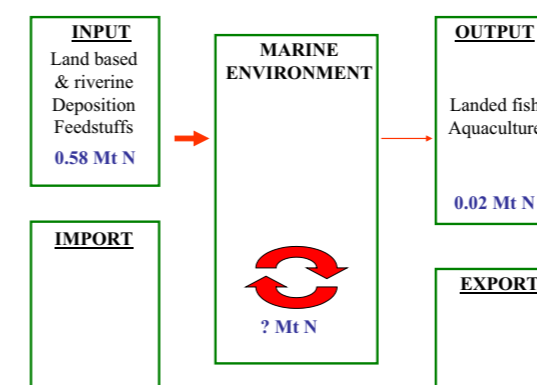 INPUT
Land based
& riverine
Deposition
Feedstuffs
0.58 Mt N
IMPORT
MARINE
ENVIRONMENT
? Mt N
OUTPUT
Landed fish
Aquaculture
0.02 Mt N
EXPORT